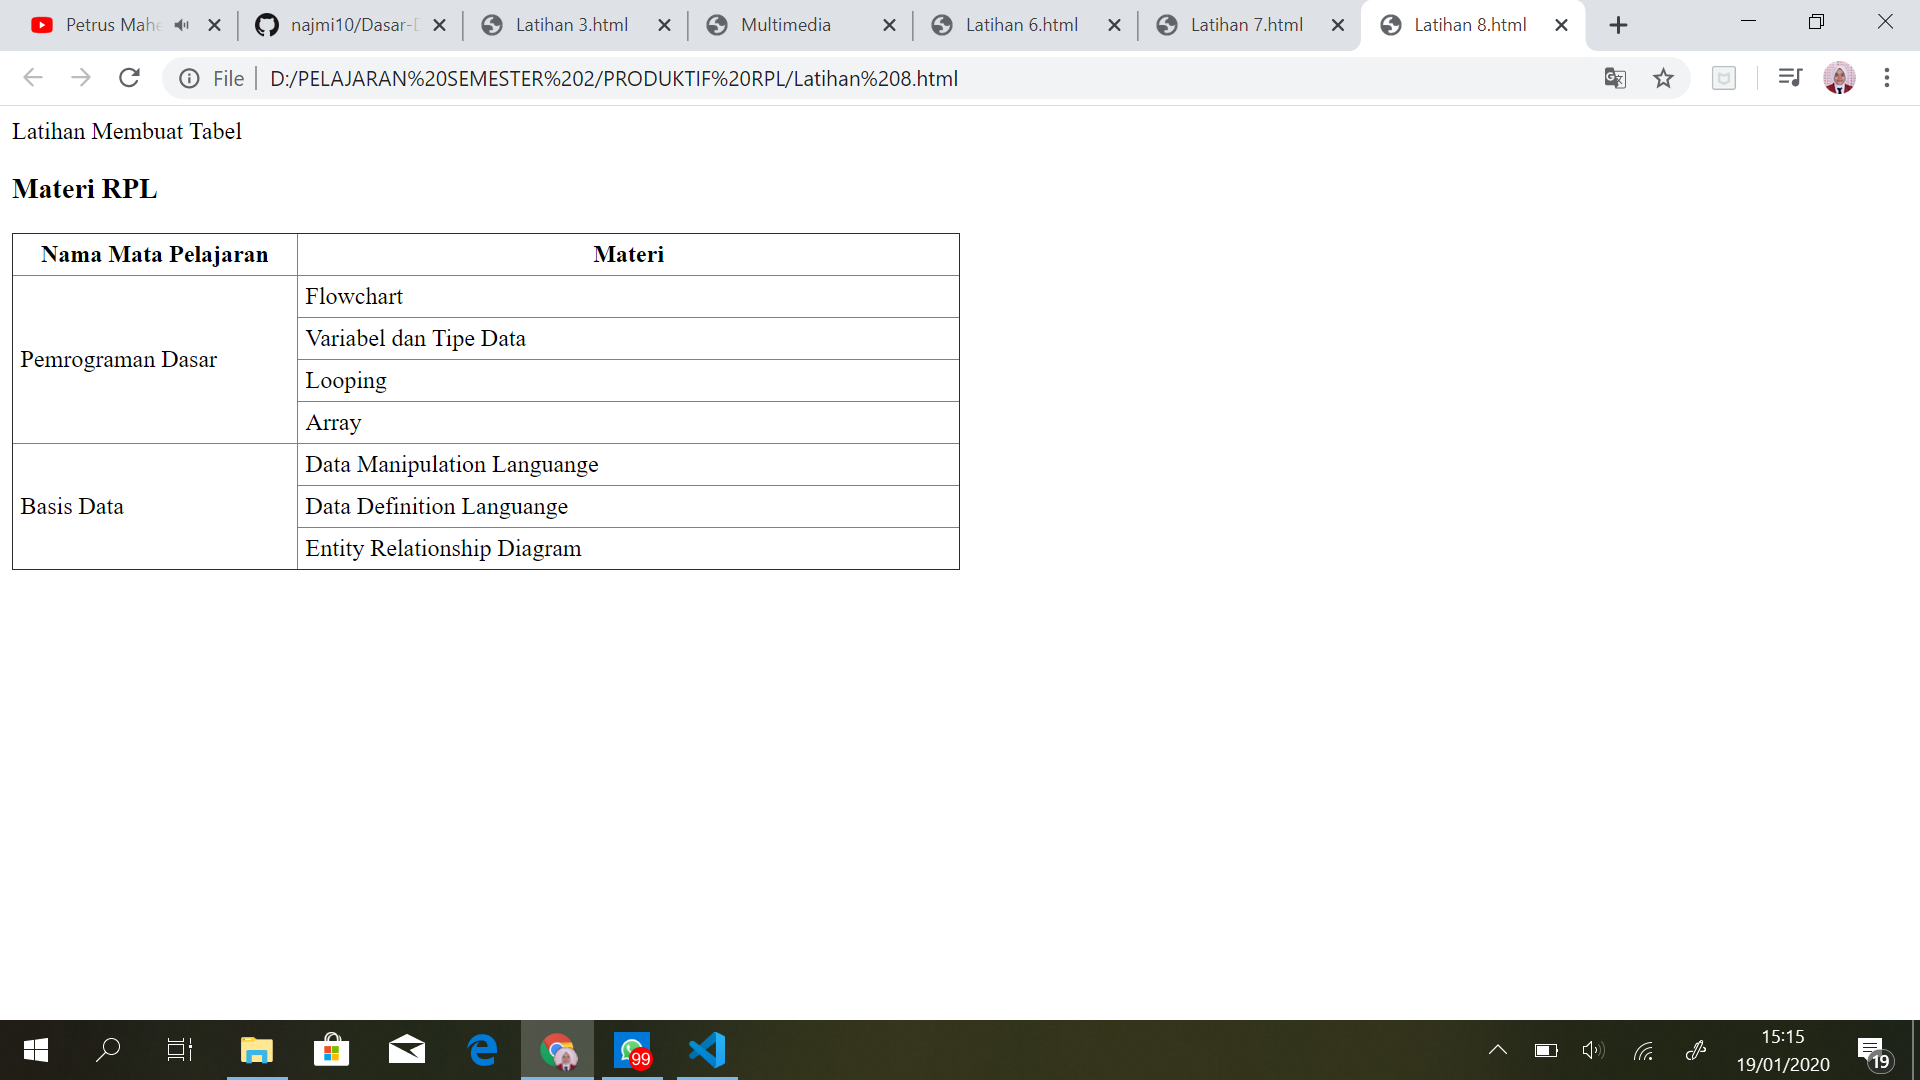 Petrus Mahe
najmi10/Dasar-D
Latihan 3.html
Multimedia
Latihan 6.html
Latihan 7.html
Latihan 8.html
File
D:/PELAJARAN%20SEMESTER%202/PRODUKTIF%20RPL/Latihan%208.html
Latihan Membuat Tabel
Materi RPL
Nama Mata Pelajaran Materi
Pemrograman Dasar
Flowchart
Variabel dan Tipe Data
Looping
Array
Basis Data
Data Manipulation Languange
Data Definition Languange
Entity Relationship Diagram
99
15:15
19/01/2020
19